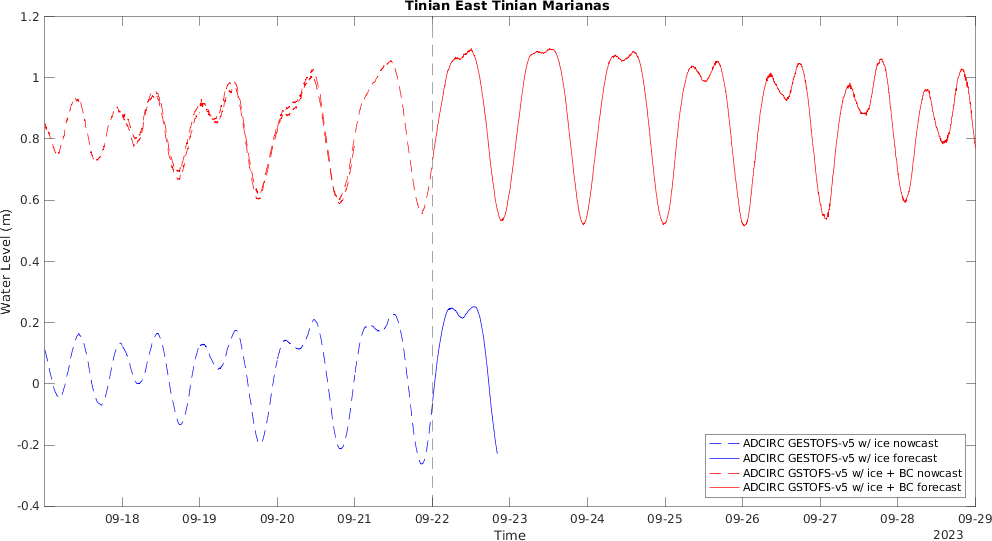 Tinian East Tinian Marianas
1.2
1
0.8
0.6
0.4
0.2
0
-0.2
-0.4
Water Level (m)
ADCIRC GESTOFS-v5 w/ ice nowcast
ADCIRC GESTOFS-v5 w/ ice forecast
ADCIRC GSTOFS-v5 w/ ice + BC nowcast
ADCIRC GSTOFS-v5 w/ ice + BC forecast
09-18 09-19 09-20 09-21 09-22 09-23 09-24 09-25 09-26 09-27 09-28 09-29
Time
2023